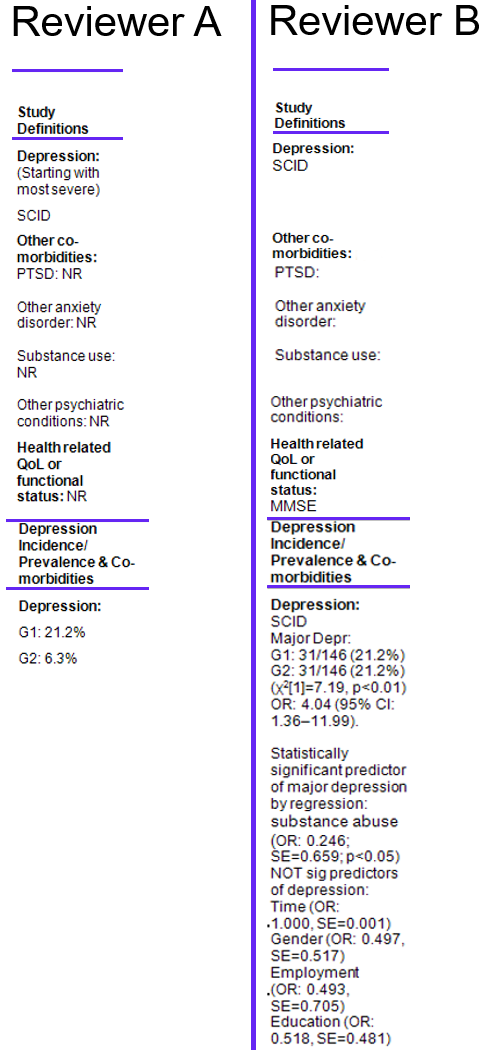 Reviewer A
Study
Definitions
Depression:
(Starting with
most severe)
SCID
Other co-
morbidities:
PTSD: NR
Other anxiety
disorder: NR
Substance use:
NR
Other psychiatric
conditions: NR
Health related
QoL or
functional
status: NR
Depression
Incidence/
Prevalence & Co-
morbidities
Depression:
G1: 21.2%
G2: 6.3%
Reviewer B
Study
Definitions
Depression:
SCID
Other co-
morbidities:
PTSD:
Other anxiety
disorder:
Substance use:
Other psychiatric
conditions:
Health related
QoL or
functional
status:
MMSE
Depression
Incidence/
Prevalence & Co-
morbidities
Depression:
SCID
Major Depr:
G1: 31/146 (21.2%)
G2: 31/146 (21.2%)
(χ²[1]=7.19, p<0.01)
OR: 4.04 (95% CI:
1.36–11.99).
Statistically
significant predictor
of major depression
by regression:
substance abuse
(OR: 0.246;
SE=0.659; p<0.05)
NOT sig predictors
of depression:
Time (OR:
1.000, SE=0.001)
Gender (OR: 0.497,
SE=0.517)
Employment
(OR: 0.493,
SE=0.705)
Education (OR:
0.518, SE=0.481)